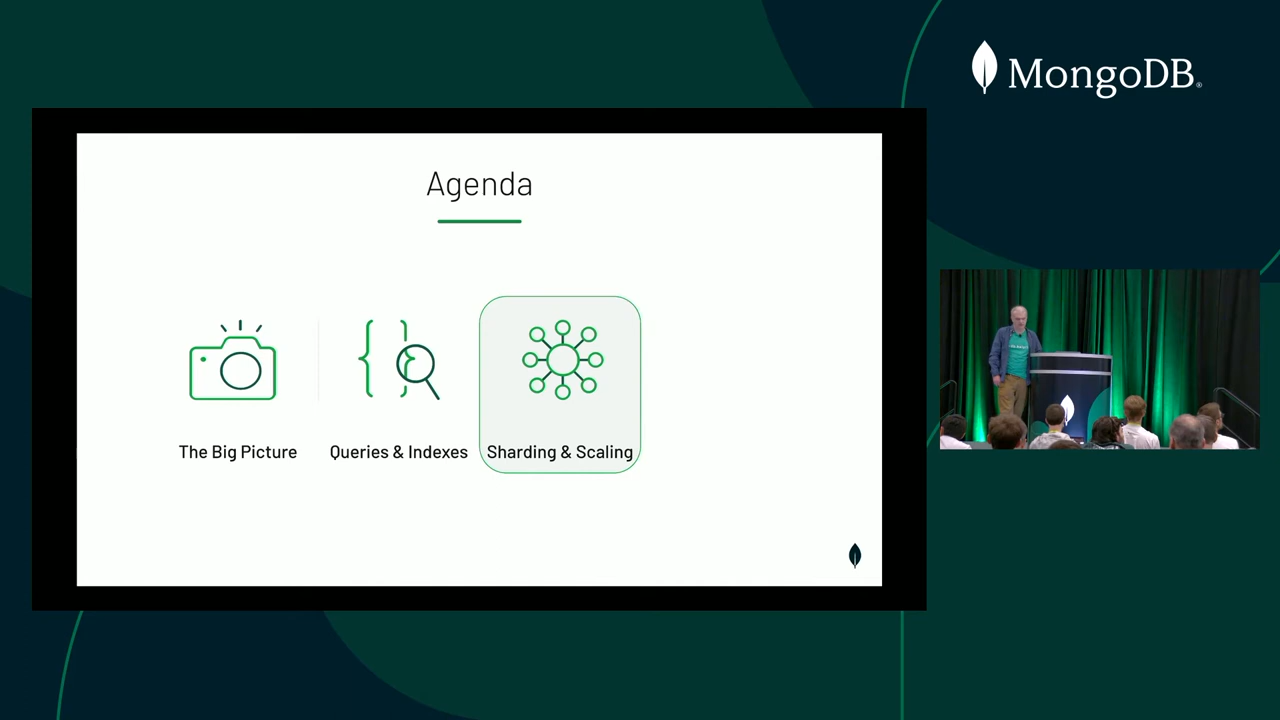 MongoDB®
Agenda
The Big Picture
Queries & Indexes
Sharding & Scaling